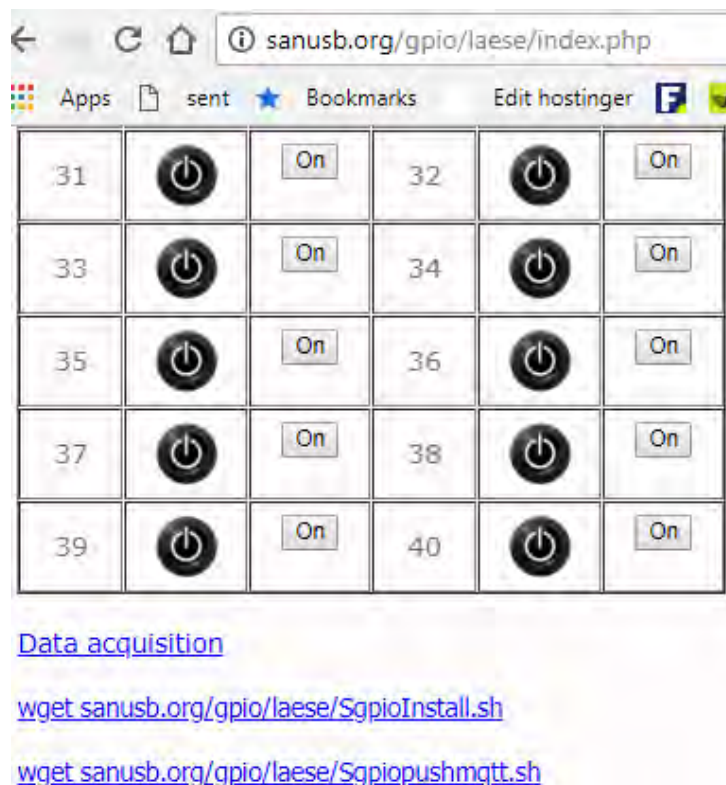 sanusb.org/gpio/laese/index.php
Apps sent Bookmarks Edit hostinger
31 On 32 On
33 On 34 On
35 On 36 On
37 On 38 On
39 On 40 On
Data acquisition
wget sanusb.org/gpio/laese/SgpioInstall.sh
wget sanusb.org/gpio/laese/Sgpiopushmqtt.sh